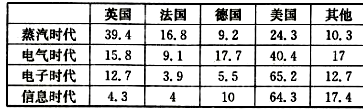 英国 法国 德国 美国 其他
蒸汽时代 39.4 16.8 9.2 24.3 10.3
电气时代 15.8 9.1 17.7 40.4 17
电子时代 12.7 3.9 5.5 65.2 12.7
信息时代 4.3 4 10 64.3 17.4